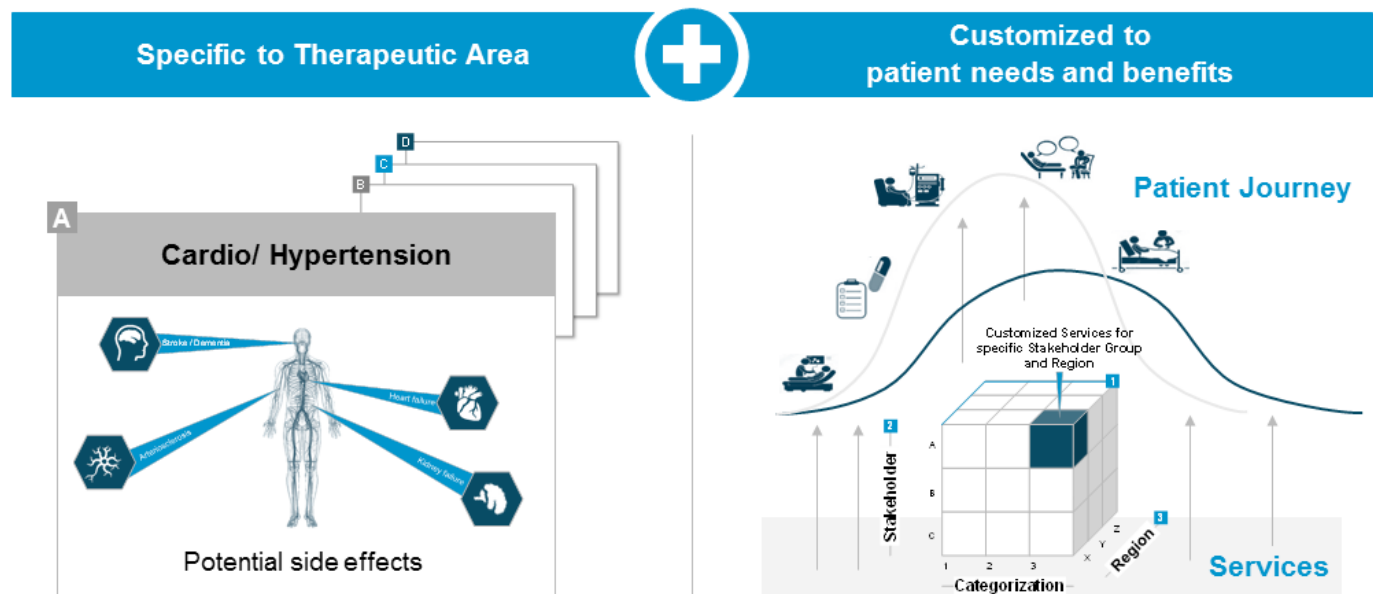 Specific to Therapeutic Area
Customized to
patient needs and benefits
D
C
B
A
Cardio/ Hypertension
Stroke / Dementia
Heart failure
Arteriosclerosis
Kidney failure
Potential side effects
Patient Journey
Customized Services for
specific Stakeholder Group
and Region
1
2
Stakeholder
A
B
C
1 2 3
Categorization
X Y Z
Region
3
Services